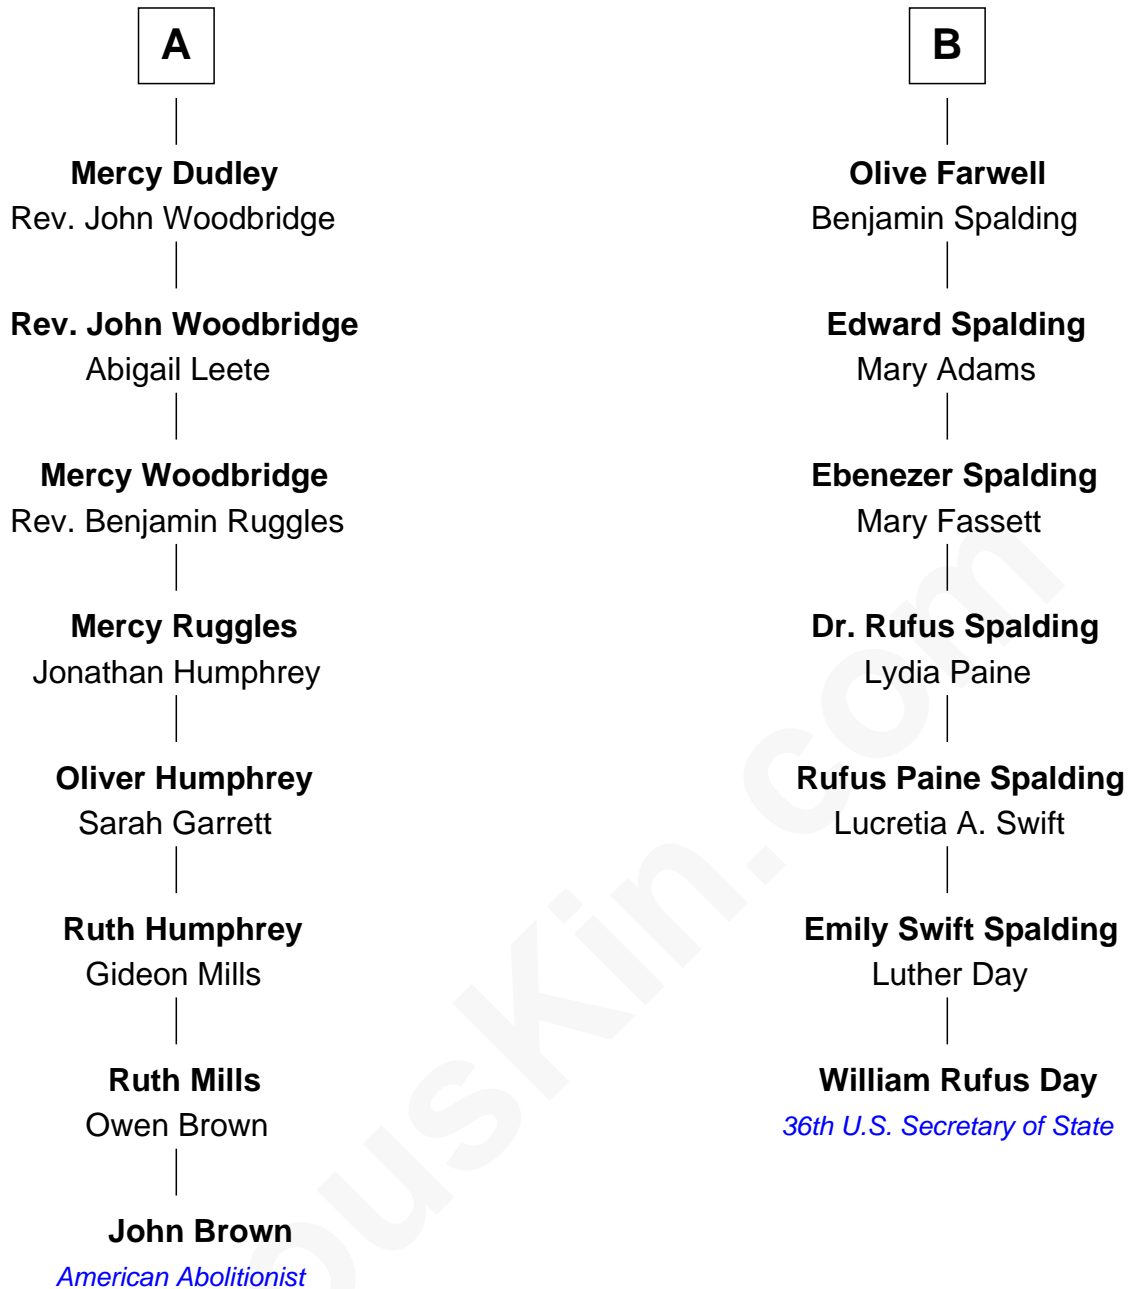 A
Mercy Dudley
Rev. John Woodbridge
Rev. John Woodbridge
Abigail Leete
Mercy Woodbridge
Rev. Benjamin Ruggles
Mercy Ruggles
Jonathan Humphrey
Oliver Humphrey
Sarah Garrett
Ruth Humphrey
Gideon Mills
Ruth Mills
Owen Brown
John Brown
American Abolitionist
B
Olive Farwell
Benjamin Spalding
Edward Spalding
Mary Adams
Ebenezer Spalding
Mary Fassett
Dr. Rufus Spalding
Lydia Paine
Rufus Paine Spalding
Lucretia A. Swift
Emily Swift Spalding
Luther Day
William Rufus Day
36th U.S. Secretary of State
ousKin.com